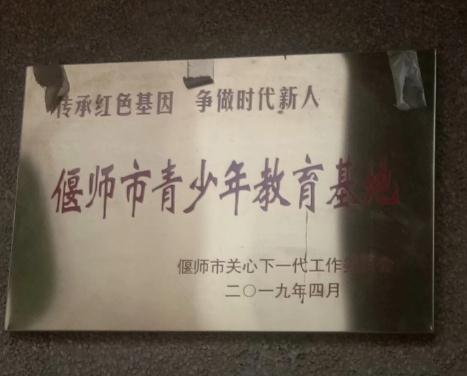 传承红色基因 争做时代新人
偃师市青少年教育基地
偃师市关心下一代工作委员会
二〇一九年四月